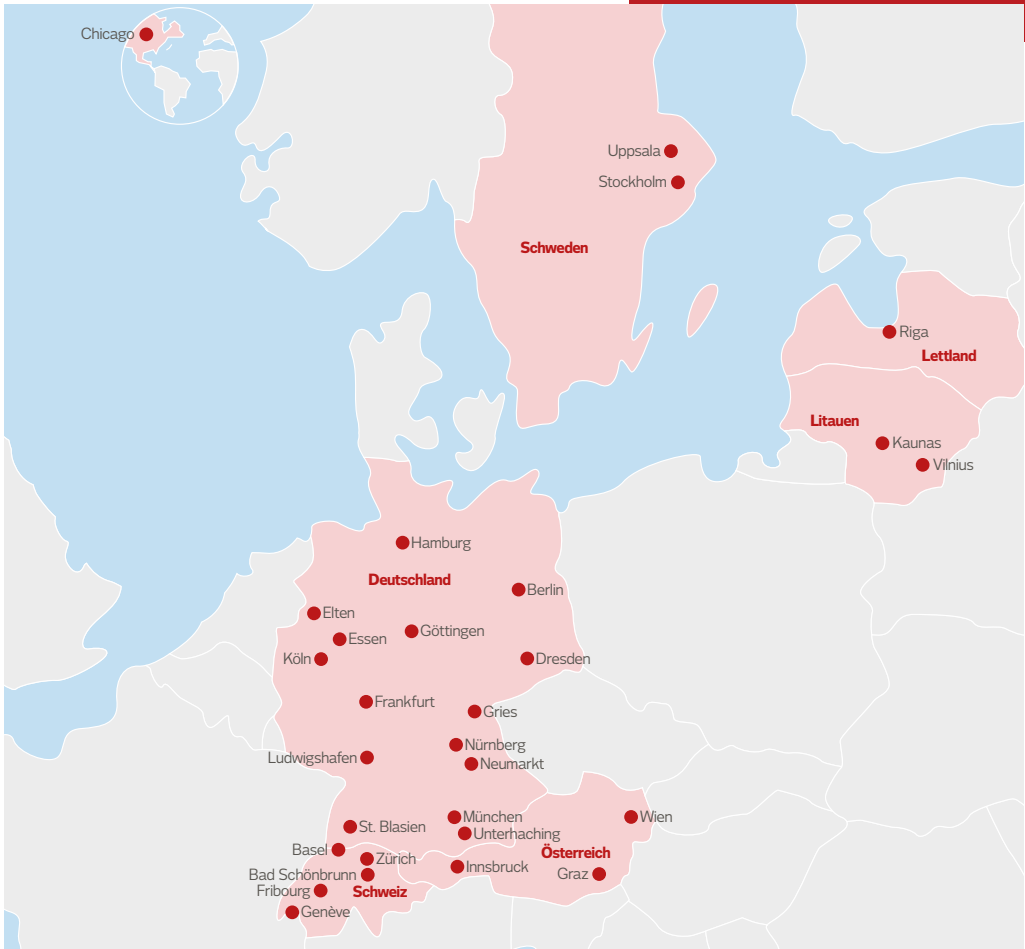 Chicago
Uppsala
Stockholm
Schweden
Riga
Lettland
Litauen
Kaunas
Vilnius
Hamburg
Deutschland
Berlin
Elten
Göttingen
Essen
Köln
Dresden
Frankfurt
Gries
Nürnberg
Ludwigshafen
Neumarkt
München
Wien
St. Blasien
Unterhaching
Basel
Österreich
Zürich
Innsbruck
Bad Schönbrunn
Graz
Fribourg
Schweiz
Genève